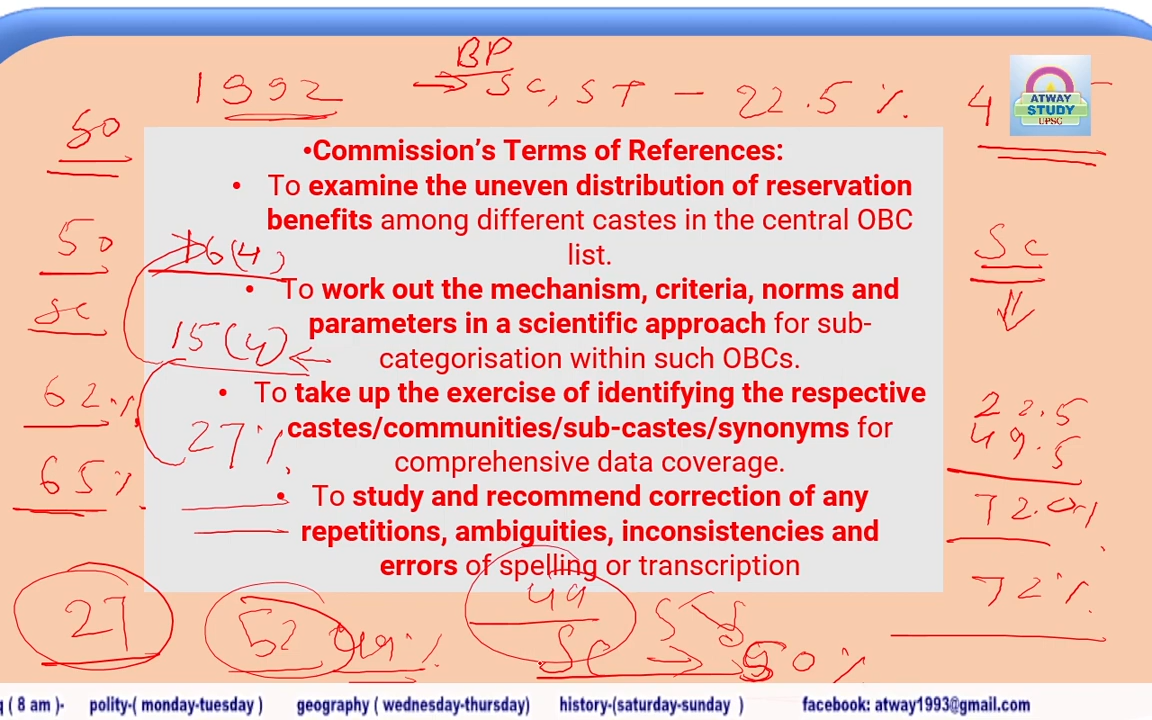 1992
BP
→ SC, ST - 22.5 %.
4
ATWAY
STUDY
UPSC
50
•Commission's Terms of References:
• To examine the uneven distribution of reservation
benefits among different castes in the central OBC
list.
50
16(4)
SC
• To work out the mechanism, criteria, norms and
parameters in a scientific approach for sub-
categorisation within such OBCs.
SC
15(4) ←
• To take up the exercise of identifying the respective
castes/communities/sub-castes/synonyms for
comprehensive data coverage.
62%
27%
22.5
49.5
65%
• To study and recommend correction of any
repetitions, ambiguities, inconsistencies and
errors of spelling or transcription
72.0%
72%
27
52
49%
49
SC → 50%
q ( 8 am )- polity-( monday-tuesday ) geography ( wednesday-thursday) history-(saturday-sunday ) facebook: atway1993@gmail.com